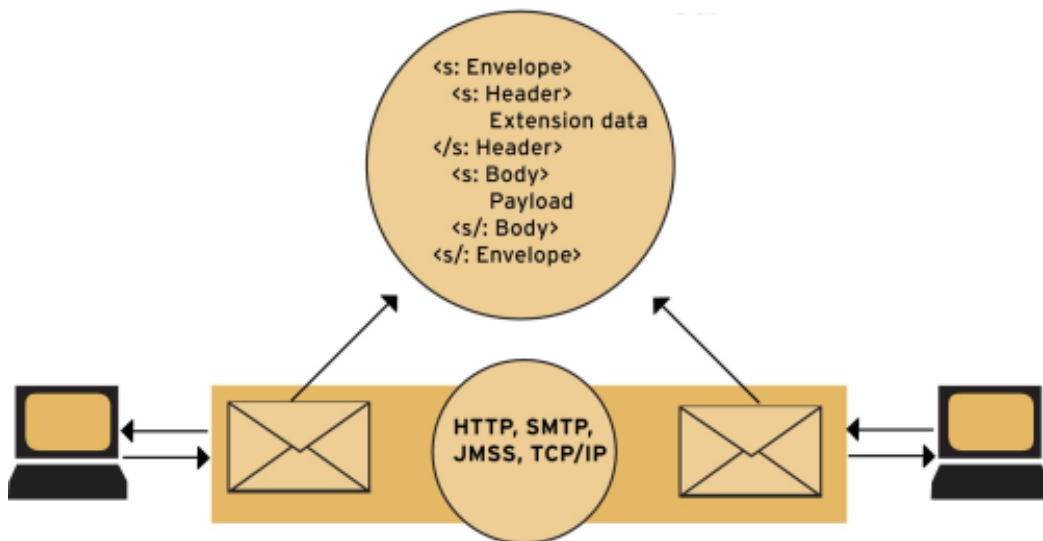 <s: Envelope>
<s: Header>
Extension data
</s: Header>
<s: Body>
Payload
<s/: Body>
<s/: Envelope>
HTTP, SMTP,
JMSS, TCP/IP